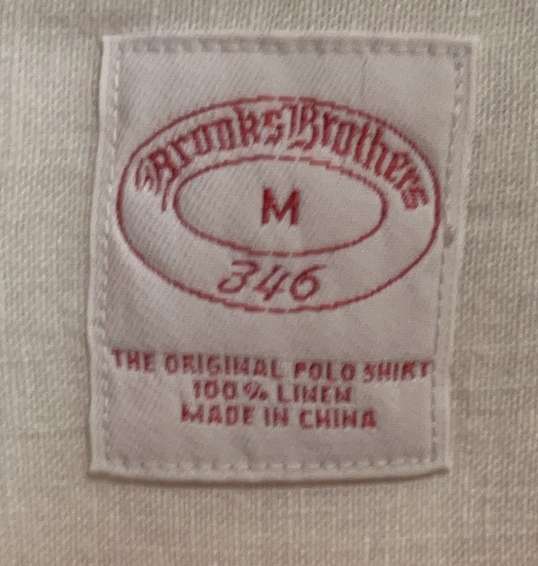 Brooks Brothers
M
346
THE ORIGINAL POLO SHIRT
100% LINEN
MADE IN CHINA